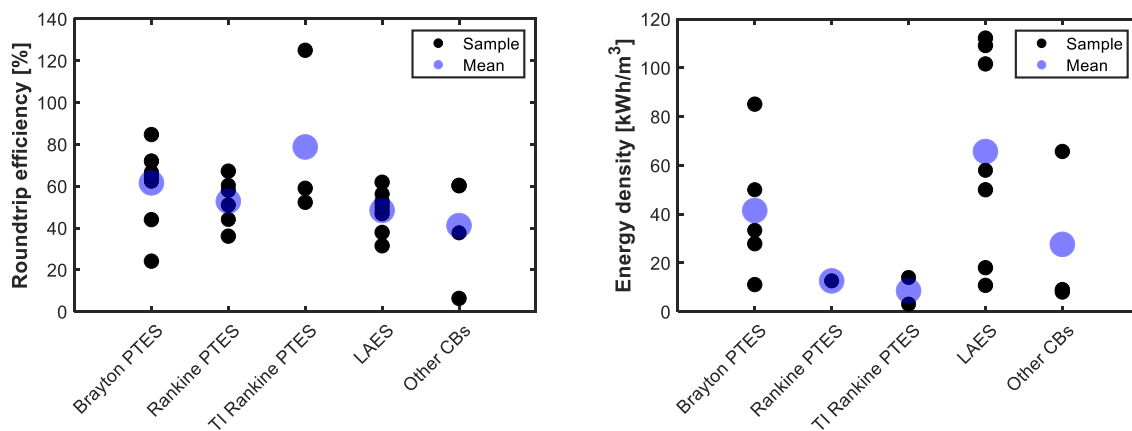 Roundtrip efficiency [%]
140
120
100
80
60
40
20
0
Sample
Mean
Brayton PTES
Rankine PTES
TI Rankine PTES
LAES
Other CBs
Energy density [kWh/m³]
120
100
80
60
40
20
0
Sample
Mean
Brayton PTES
Rankine PTES
TI Rankine PTES
LAES
Other CBs